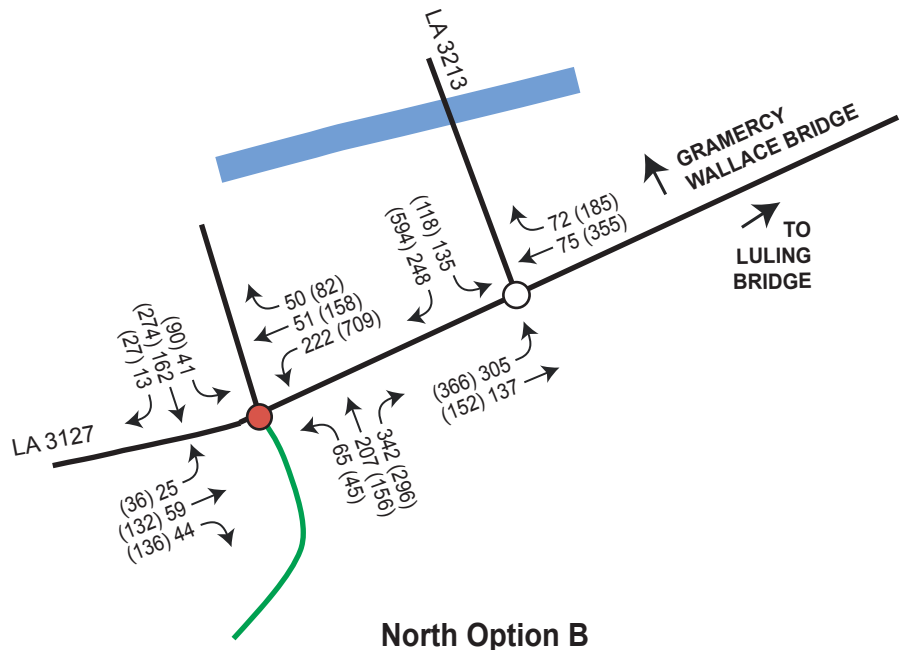 LA 3213
GRAMERCY
WALLACE BRIDGE
TO
LULING
BRIDGE
72 (185)
75 (355)
(118) 135
(594) 248
50 (82)
51 (158)
222 (709)
(90) 41
(274) 162
(27) 13
(366) 305
(152) 137
LA 3127
342 (296)
207 (156)
65 (45)
(36) 25
(132) 59
(136) 44
North Option B